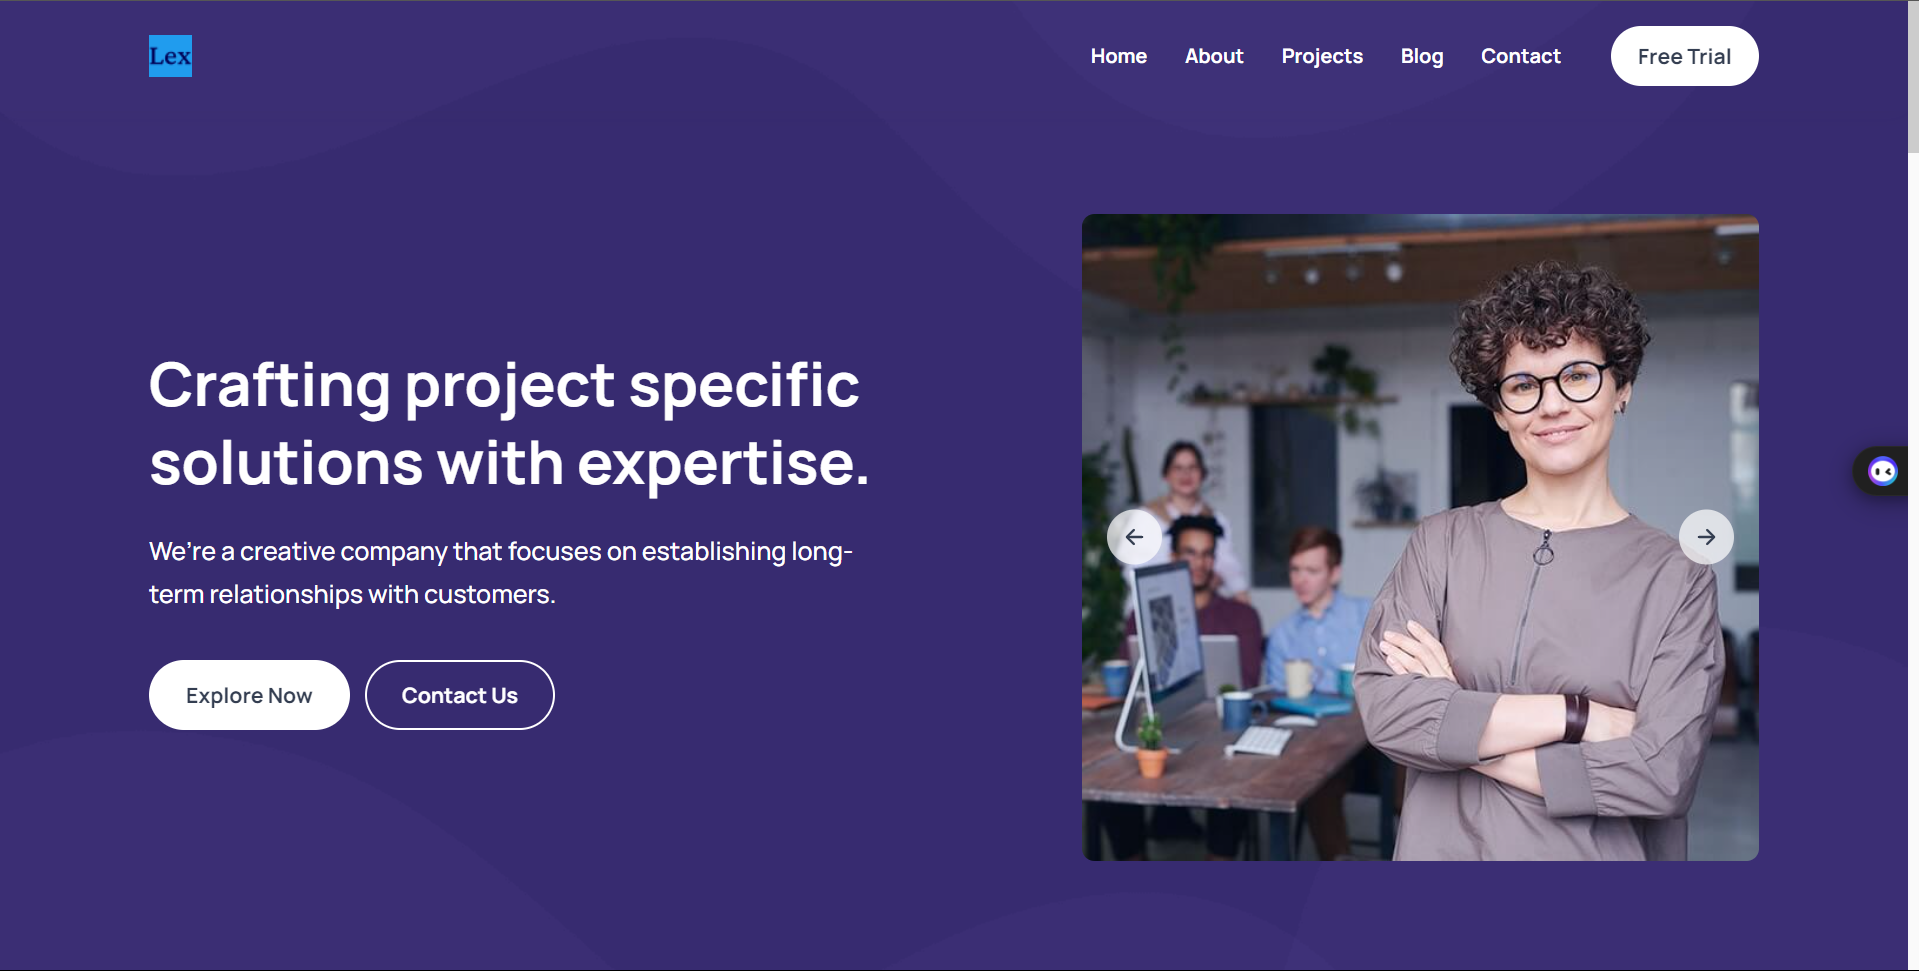 Lex
Home About Projects Blog Contact Free Trial
Crafting project specific
solutions with expertise.
We’re a creative company that focuses on establishing long-
term relationships with customers.
Explore Now Contact Us